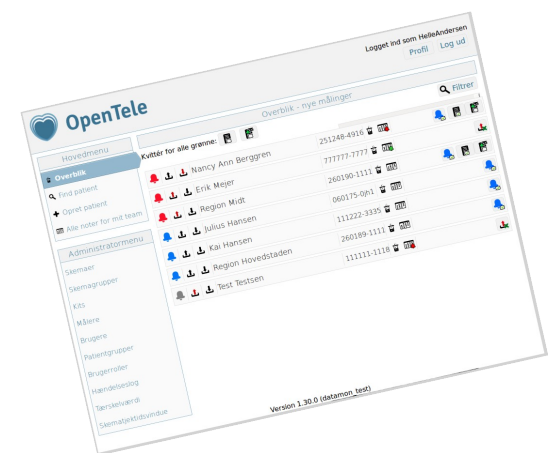 Logget ind som HelleAndersen
Profil Log ud
OpenTele
Overblik - nye målinger
Filtrer
Hovedmenu
Overblik
Find patient
Opret patient
Alle noter for mit team
Administratormenu
Skemaer
Skemagrupper
Kits
Målere
Brugere
Patientgrupper
Brugerroller
Hændelseslog
Tærskelværdi
Skematjektidsvindue
Kvittér for alle grønne:
Nancy Ann Berggren 251248-4916
Erik Mejer 777777-7777
Region Midt 260190-1111
Julius Hansen 060175-0jh1
Kai Hansen 111222-3335
Region Hovedstaden 260189-1111
Test Testsen 111111-1118
Version 1.30.0 (datamon_test)